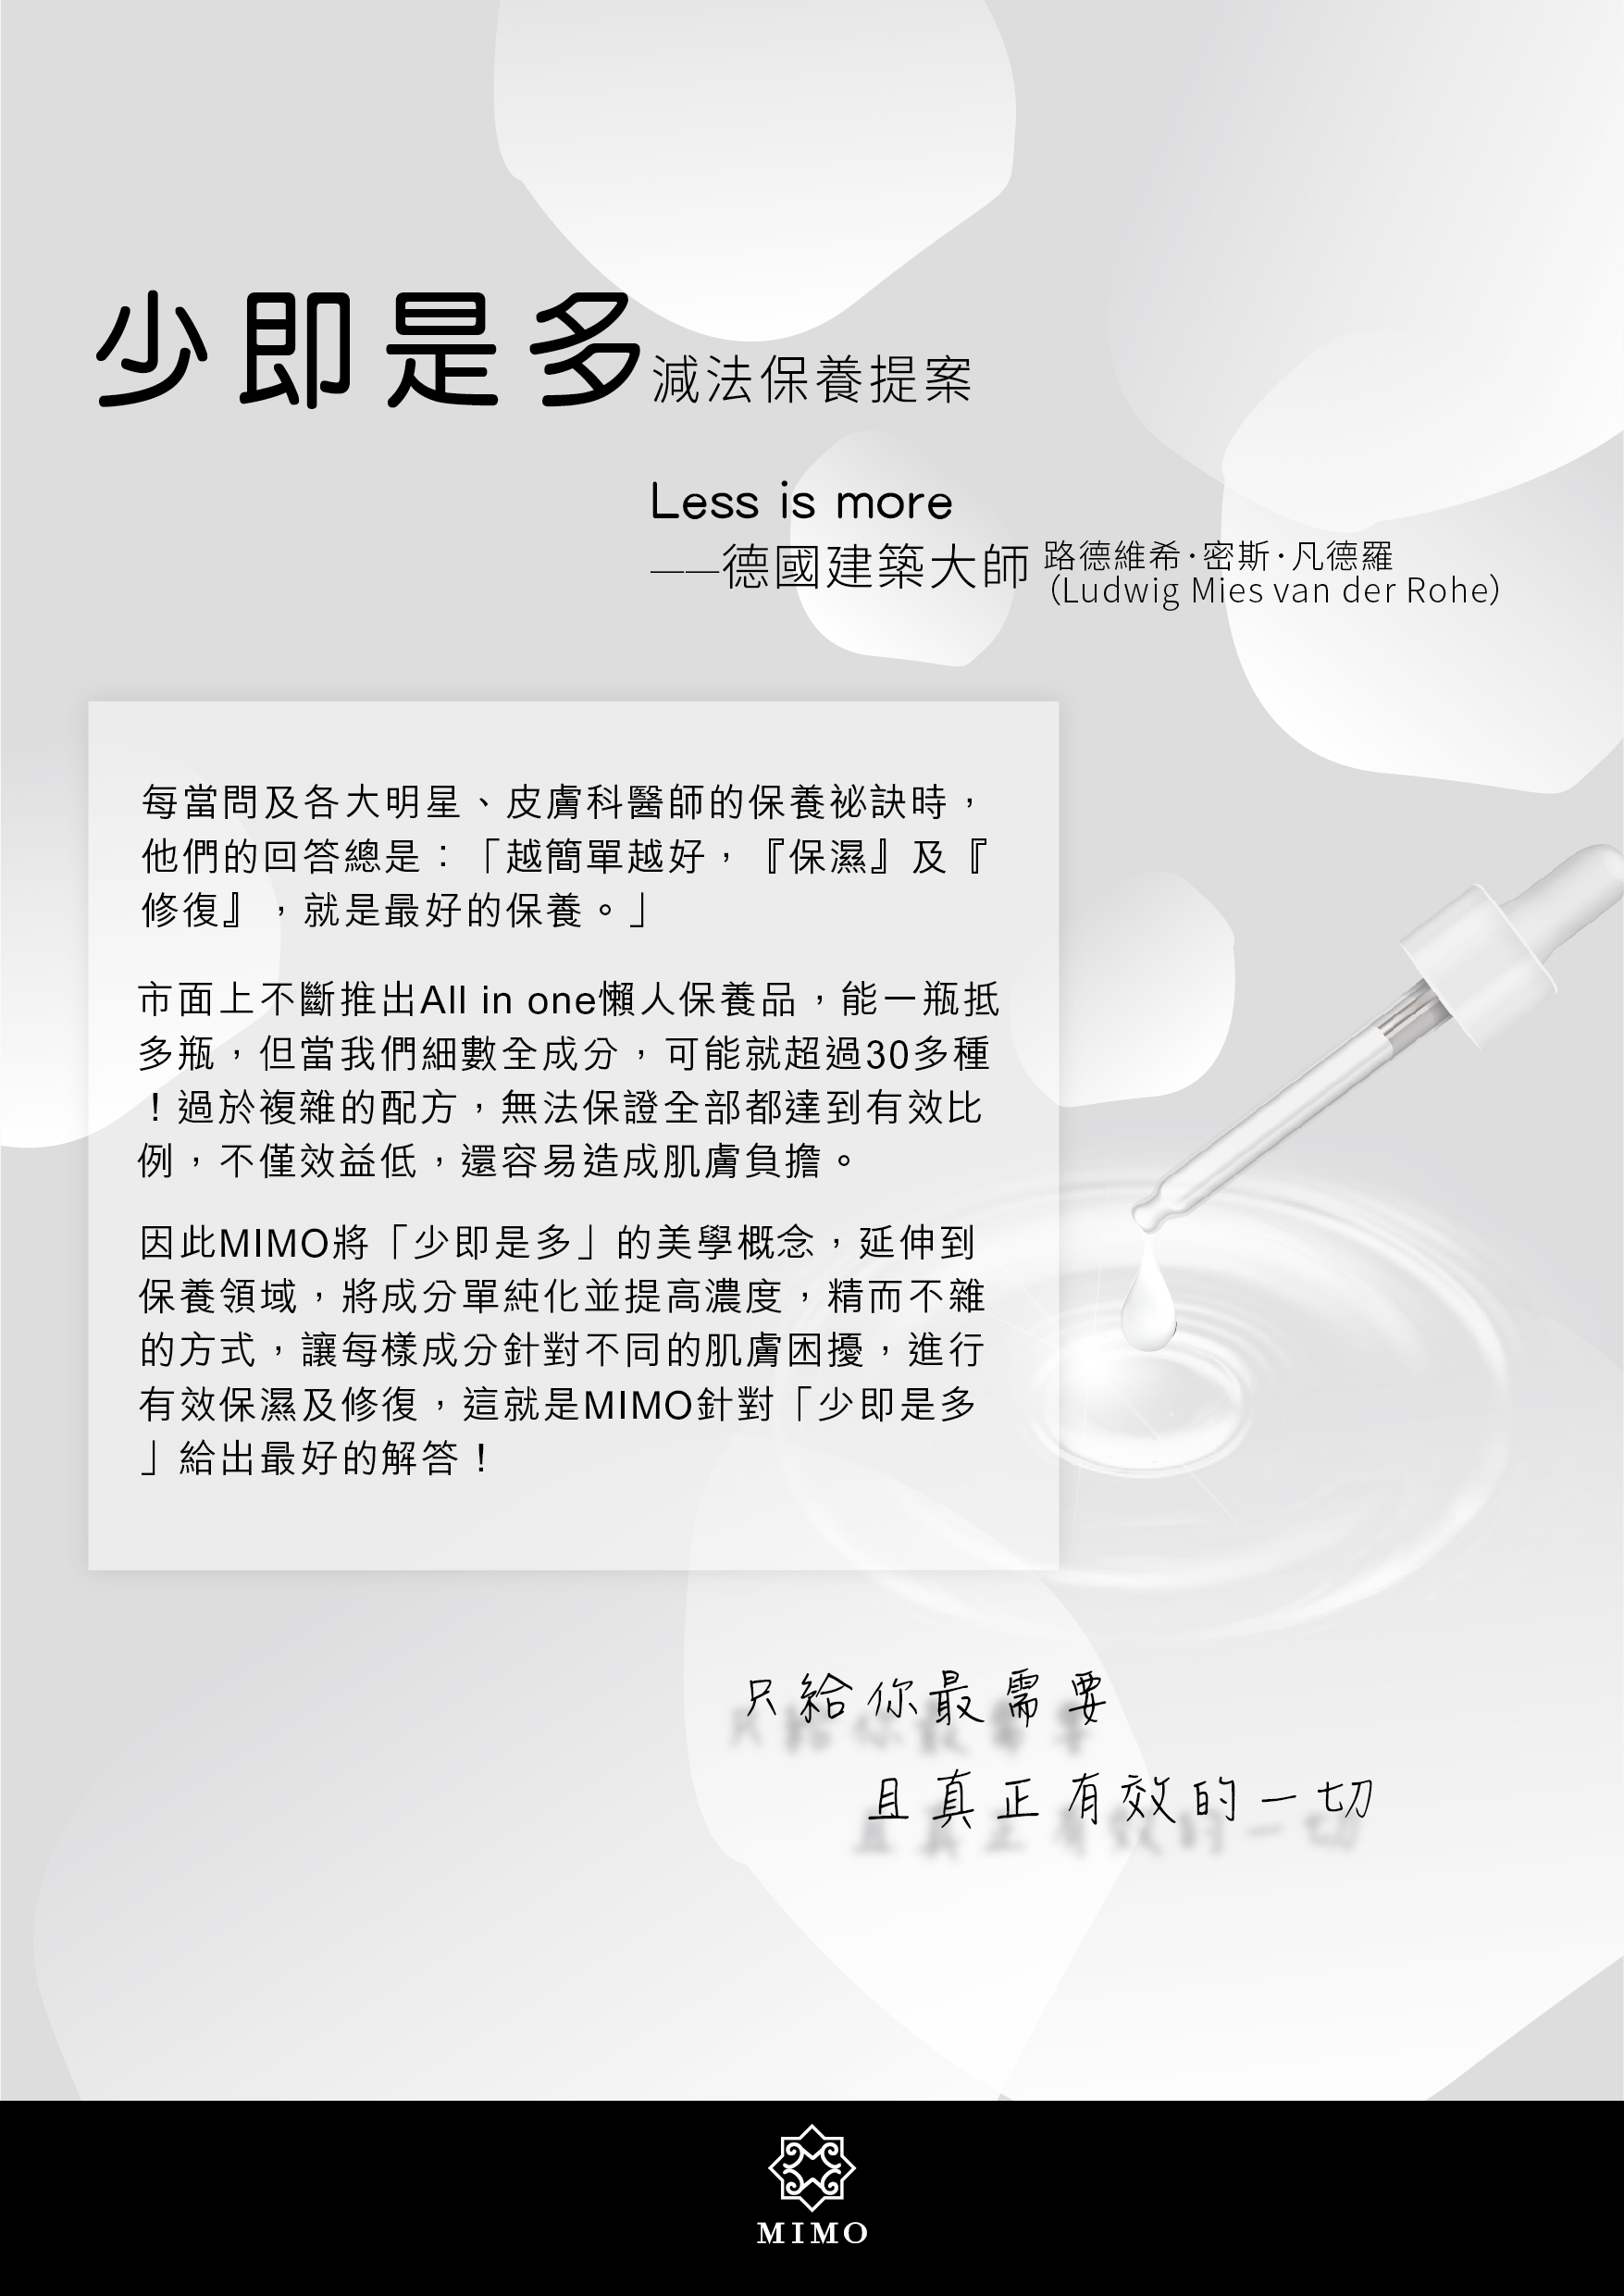 少即是多減法保養提案
Less is more
——德國建築大師 路德維希·密斯·凡德羅
(Ludwig Mies van der Rohe)
每當問及各大明星、皮膚科醫師的保養祕訣時，
他們的回答總是：「越簡單越好，『保濕』及『
修復』，就是最好的保養。」
市面上不斷推出All in one懶人保養品，能一瓶抵
多瓶，但當我們細數全成分，可能就超過30多種
！過於複雜的配方，無法保證全部都達到有效比
例，不僅效益低，還容易造成肌膚負擔。
因此MIMO將「少即是多」的美學概念，延伸到
保養領域，將成分單純化並提高濃度，精而不雜
的方式，讓每樣成分針對不同的肌膚困擾，進行
有效保濕及修復，這就是MIMO針對「少即是多
」給出最好的解答！
只給你最需要
且真正有效的一切
MIMO